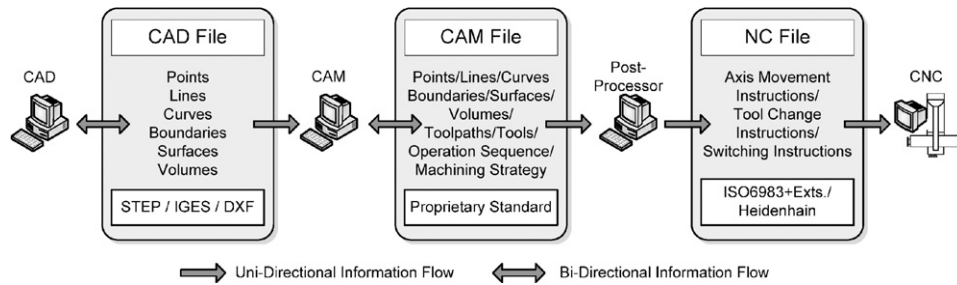 CAD
CAD File
Points
Lines
Curves
Boundaries
Surfaces
Volumes
STEP / IGES / DXF
CAM
CAM File
Points/Lines/Curves
Boundaries/Surfaces/
Volumes/
Toolpaths/Tools/
Operation Sequence/
Machining Strategy
Proprietary Standard
Post-
Processor
NC File
Axis Movement
Instructions/
Tool Change
Instructions/
Switching Instructions
ISO6983+Exts./
Heidenhain
CNC
Uni-Directional Information Flow
Bi-Directional Information Flow